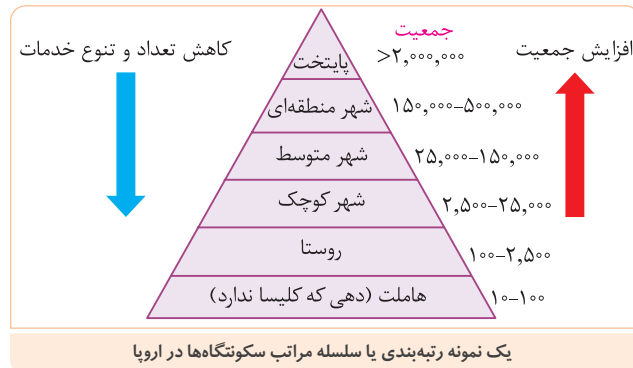 جمعیت
افزایش جمعیت
کاهش تعداد و تنوع خدمات
>۲,۰۰۰,۰۰۰
پایتخت
۱۵۰,۰۰۰-۵۰۰,۰۰۰
شهر منطقه‌ای
۲۵,۰۰۰-۱۵۰,۰۰۰
شهر متوسط
۲,۵۰۰-۲۵,۰۰۰
شهر کوچک
۱۰۰-۲,۵۰۰
روستا
۱۰-۱۰۰
هاملت (دهی که کلیسا ندارد)
یک نمونه رتبه‌بندی یا سلسله مراتب سکونتگاه‌ها در اروپا